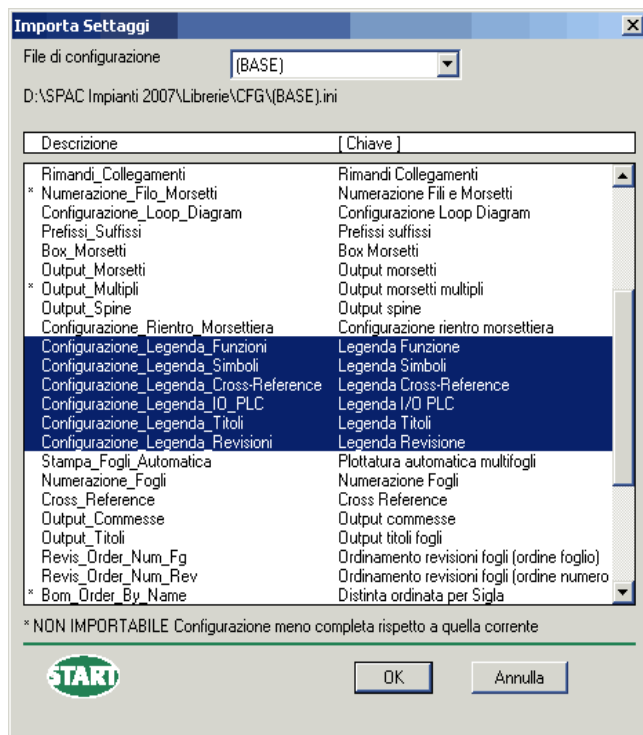 Importa Settaggi
File di configurazione (BASE)
D:\SPAC Impianti 2007\Librerie\CFG\(BASE).ini
Descrizione [ Chiave ]
Rimandi_Collegamenti Rimandi Collegamenti
* Numerazione_Filo_Morsetti Numerazione Fili e Morsetti
Configurazione_Loop_Diagram Configurazione Loop Diagram
Prefissi_Suffissi Prefissi suffissi
Box_Morsetti Box Morsetti
Output_Morsetti Output morsetti
* Output_Multipli Output morsetti multipli
Output_Spine Output spine
Configurazione_Rientro_Morsettiera Configurazione rientro morsettiera
Configurazione_Legenda_Funzioni Legenda Funzione
Configurazione_Legenda_Simboli Legenda Simboli
Configurazione_Legenda_Cross-Reference Legenda Cross-Reference
Configurazione_Legenda_IO_PLC Legenda I/O PLC
Configurazione_Legenda_Titoli Legenda Titoli
Configurazione_Legenda_Revisioni Legenda Revisione
Stampa_Fogli_Automatica Plottatura automatica multifogli
Numerazione_Fogli Numerazione Fogli
Cross_Reference Cross Reference
Output_Commesse Output commesse
Output_Titoli Output titoli fogli
Revis_Order_Num_Fg Ordinamento revisioni fogli (ordine foglio)
Revis_Order_Num_Rev Ordinamento revisioni fogli (ordine numero
* Bom_Order_By_Name Distinta ordinata per Sigla
* NON IMPORTABILE Configurazione meno completa rispetto a quella corrente
START OK Annulla